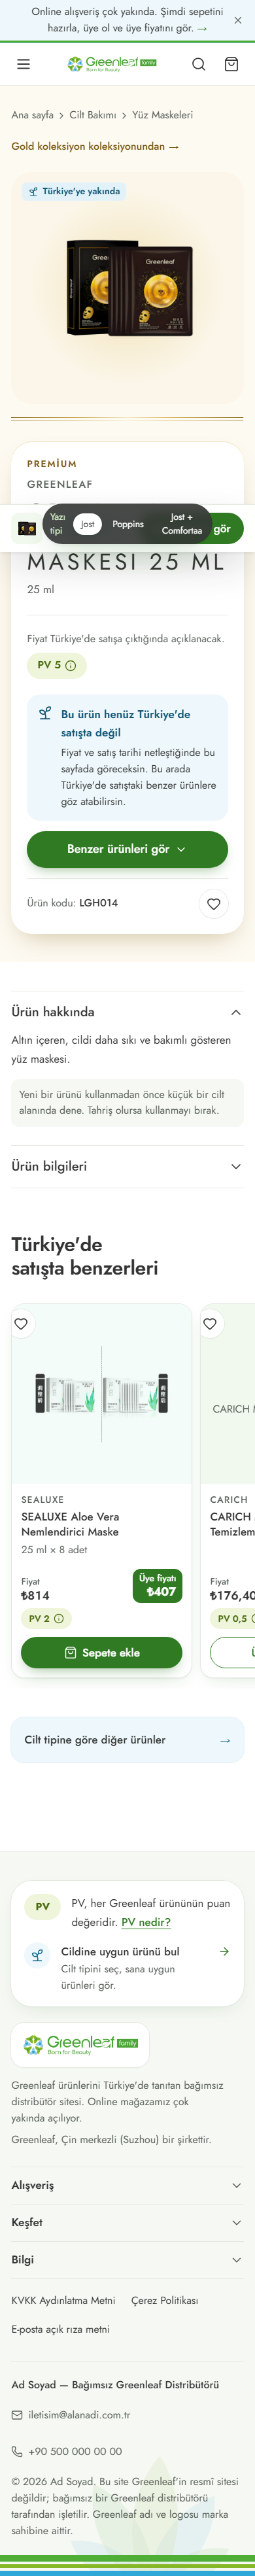 Online alışveriş çok yakında. Şimdi sepetini
hazırla, üye ol ve üye fiyatını gör. →
Greenleaf family
Born for Beauty
Ana sayfa > Cilt Bakımı > Yüz Maskeleri
Gold koleksiyon koleksiyonundan →
Türkiye'ye yakında
Greenleaf
Greenleaf
PREMİUM
GREENLEAF
Yazı
tipi
Jost
Poppins
Jost +
Comfortaa
gör
MASKESİ 25 ML
25 ml
Fiyat Türkiye'de satışa çıktığında açıklanacak.
PV 5
Bu ürün henüz Türkiye'de
satışta değil
Fiyat ve satış tarihi netleştiğinde bu
sayfada göreceksin. Bu arada
Türkiye'de satıştaki benzer ürünlere
göz atabilirsin.
Benzer ürünleri gör
Ürün kodu: LGH014
Ürün hakkında
Altın içeren, cildi daha sıkı ve bakımlı gösteren
yüz maskesi.
Yeni bir ürünü kullanmadan önce küçük bir cilt
alanında dene. Tahriş olursa kullanmayı bırak.
Ürün bilgileri
Türkiye'de
satışta benzerleri
CARICH
SEALUXE
SEALUXE Aloe Vera
Nemlendirici Maske
25 ml × 8 adet
Fiyat
₺814
Üye fiyatı
₺407
PV 2
Sepete ekle
CARICH
CARICH
Temizlem
Fiyat
₺176,40
PV 0,5
Cilt tipine göre diğer ürünler →
PV
PV, her Greenleaf ürününün puan
değeridir. PV nedir?
Cildine uygun ürünü bul →
Cilt tipini seç, sana uygun
ürünleri gör.
Greenleaf family
Born for Beauty
Greenleaf ürünlerini Türkiye'de tanıtan bağımsız
distribütör sitesi. Online mağazamız çok
yakında açılıyor.
Greenleaf, Çin merkezli (Suzhou) bir şirkettir.
Alışveriş
Keşfet
Bilgi
KVKK Aydınlatma Metni
Çerez Politikası
E-posta açık rıza metni
Ad Soyad — Bağımsız Greenleaf Distribütörü
iletisim@alanadi.com.tr
+90 500 000 00 00
© 2026 Ad Soyad. Bu site Greenleaf'in resmî sitesi
değildir; bağımsız bir Greenleaf distribütörü
tarafından işletilir. Greenleaf adı ve logosu marka
sahibine aittir.